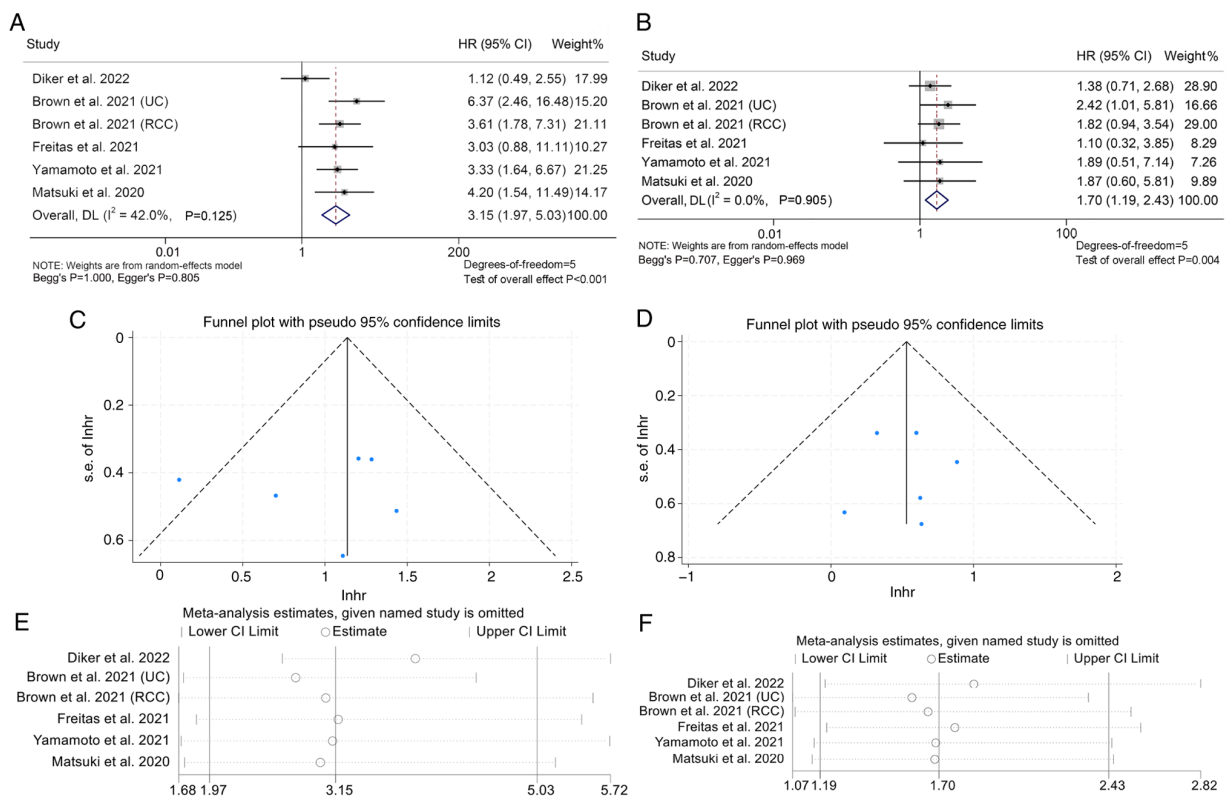 A
Study HR (95% CI) Weight%
Diker et al. 2022 1.12 (0.49, 2.55) 17.99
Brown et al. 2021 (UC) 6.37 (2.46, 16.48)15.20
Brown et al. 2021 (RCC) 3.61 (1.78, 7.31) 21.11
Freitas et al. 2021 3.03 (0.88, 11.11)10.27
Yamamoto et al. 2021 3.33 (1.64, 6.67) 21.25
Matsuki et al. 2020 4.20 (1.54, 11.49)14.17
Overall, DL (I² = 42.0%, P=0.125) 3.15 (1.97, 5.03)100.00
0.01 1 200
NOTE: Weights are from random-effects model Degrees-of-freedom=5
Begg's P=1.000, Egger's P=0.805 Test of overall effect P<0.001
B
Study HR (95% CI) Weight%
Diker et al. 2022 1.38 (0.71, 2.68) 28.90
Brown et al. 2021 (UC) 2.42 (1.01, 5.81) 16.66
Brown et al. 2021 (RCC) 1.82 (0.94, 3.54) 29.00
Freitas et al. 2021 1.10 (0.32, 3.85) 8.29
Yamamoto et al. 2021 1.89 (0.51, 7.14) 7.26
Matsuki et al. 2020 1.87 (0.60, 5.81) 9.89
Overall, DL (I² = 0.0%, P=0.905) 1.70 (1.19, 2.43) 100.00
0.01 1 100
NOTE: Weights are from random-effects model Degrees-of-freedom=5
Begg's P=0.707, Egger's P=0.969 Test of overall effect P=0.004
C
Funnel plot with pseudo 95% confidence limits
s.e. of lnhr
0
0.2
0.4
0.6
0 0.5 1 1.5 2 2.5
lnhr
D
Funnel plot with pseudo 95% confidence limits
s.e. of lnhr
0
0.2
0.4
0.6
0.8
−1 0 1 2
lnhr
E
Meta-analysis estimates, given named study is omitted
Lower CI Limit Estimate Upper CI Limit
Diker et al. 2022
Brown et al. 2021 (UC)
Brown et al. 2021 (RCC)
Freitas et al. 2021
Yamamoto et al. 2021
Matsuki et al. 2020
1.68 1.97 3.15 5.03 5.72
F
Meta-analysis estimates, given named study is omitted
Lower CI Limit Estimate Upper CI Limit
Diker et al. 2022
Brown et al. 2021 (UC)
Brown et al. 2021 (RCC)
Freitas et al. 2021
Yamamoto et al. 2021
Matsuki et al. 2020
1.07 1.19 1.70 2.43 2.82